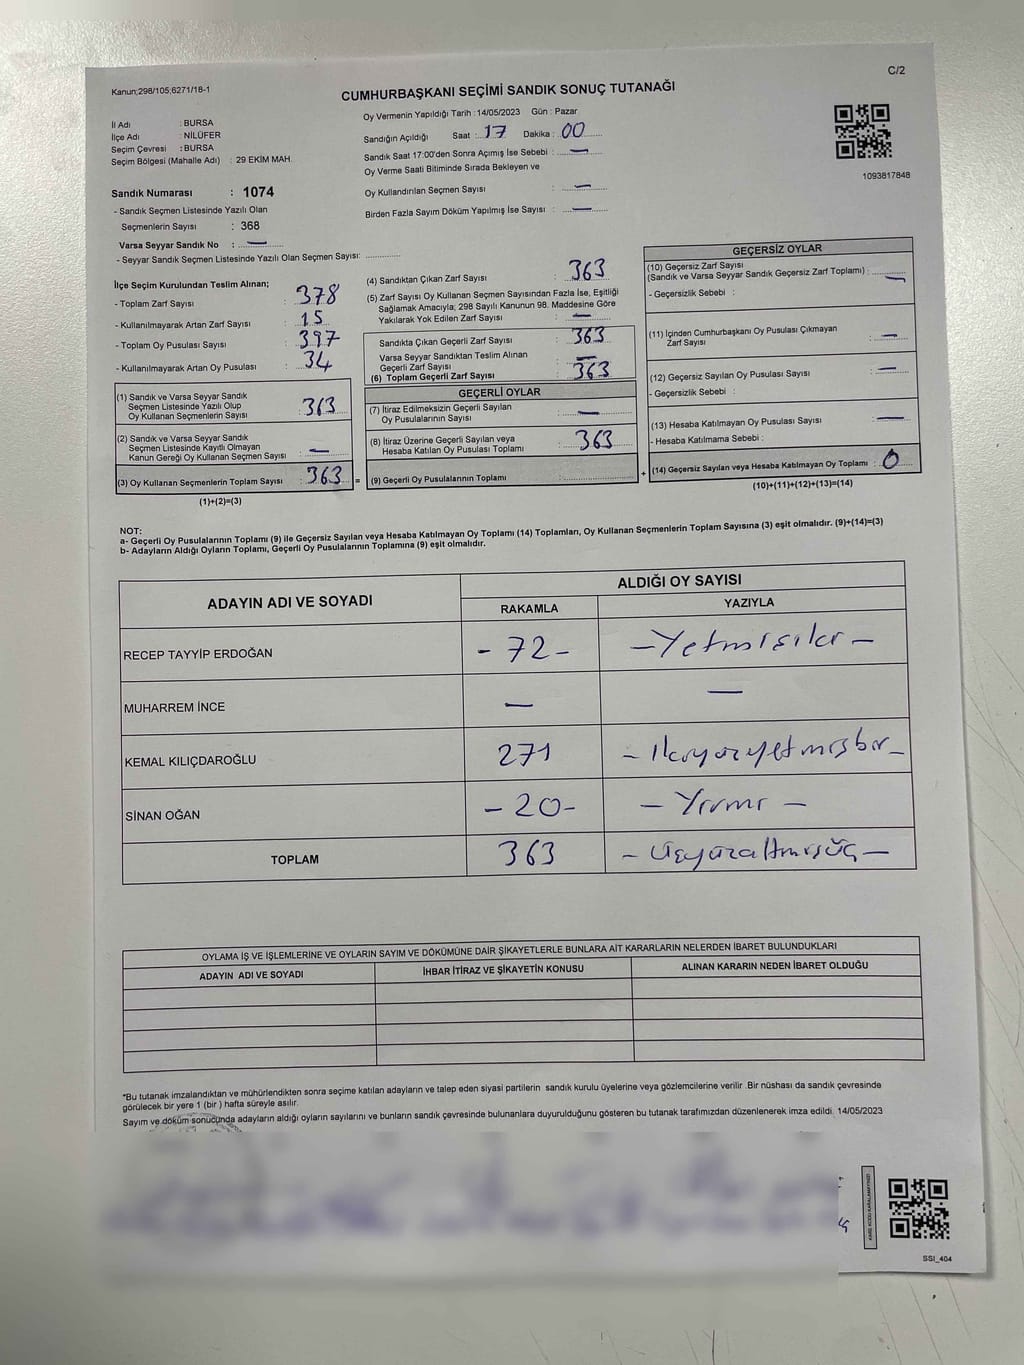 C/2
Kanun;298/105;6271/18-1
CUMHURBAŞKANI SEÇİMİ SANDIK SONUÇ TUTANAĞI
İl Adı : BURSA
İlçe Adı : NİLÜFER
Seçim Çevresi : BURSA
Seçim Bölgesi (Mahalle Adı) : 29 EKİM MAH.
Sandık Numarası : 1074
- Sandık Seçmen Listesinde Yazılı Olan
Seçmenlerin Sayısı : 368
Varsa Seyyar Sandık No : —
- Seyyar Sandık Seçmen Listesinde Yazılı Olan Seçmen Sayısı: ............
Oy Vermenin Yapıldığı Tarih : 14/05/2023 Gün : Pazar
Sandığın Açıldığı Saat : 17 Dakika : 00
Sandık Saat 17:00'den Sonra Açımış İse Sebebi : —
Oy Verme Saati Bitiminde Sırada Bekleyen ve
Oy Kullandırılan Seçmen Sayısı : —
Birden Fazla Sayım Döküm Yapılmış İse Sayısı : —
1093817848
İlçe Seçim Kurulundan Teslim Alınan;
- Toplam Zarf Sayısı : 378
- Kullanılmayarak Artan Zarf Sayısı : 15
- Toplam Oy Pusulası Sayısı : 397
- Kullanılmayarak Artan Oy Pusulası : 34
(1) Sandık ve Varsa Seyyar Sandık
Seçmen Listesinde Yazılı Olup
Oy Kullanan Seçmenlerin Sayısı : 363
(2) Sandık ve Varsa Seyyar Sandık
Seçmen Listesinde Kayıtlı Olmayan
Kanun Gereği Oy Kullanan Seçmen Sayısı : —
(3) Oy Kullanan Seçmenlerin Toplam Sayısı : 363 =
(1)+(2)=(3)
(4) Sandıktan Çıkan Zarf Sayısı : 363
(5) Zarf Sayısı Oy Kullanan Seçmen Sayısından Fazla İse, Eşitliği
Sağlamak Amacıyla; 298 Sayılı Kanunun 98. Maddesine Göre
Yakılarak Yok Edilen Zarf Sayısı : —
Sandıkta Çıkan Geçerli Zarf Sayısı : 363
Varsa Seyyar Sandıktan Teslim Alınan
Geçerli Zarf Sayısı : —
(6) Toplam Geçerli Zarf Sayısı : 363
GEÇERLİ OYLAR
(7) İtiraz Edilmeksizin Geçerli Sayılan
Oy Pusulalarının Sayısı : —
(8) İtiraz Üzerine Geçerli Sayılan veya
Hesaba Katılan Oy Pusulası Toplamı : 363
(9) Geçerli Oy Pusulalarının Toplamı : ............ +
GEÇERSİZ OYLAR
(10) Geçersiz Zarf Sayısı
(Sandık ve Varsa Seyyar Sandık Geçersiz Zarf Toplamı) : —
- Geçersizlik Sebebi :
(11) İçinden Cumhurbaşkanı Oy Pusulası Çıkmayan
Zarf Sayısı : —
(12) Geçersiz Sayılan Oy Pusulası Sayısı : —
- Geçersizlik Sebebi :
(13) Hesaba Katılmayan Oy Pusulası Sayısı : —
- Hesaba Katılmama Sebebi :
(14) Geçersiz Sayılan veya Hesaba Katılmayan Oy Toplamı : 0
(10)+(11)+(12)+(13)=(14)
NOT:
a- Geçerli Oy Pusulalarının Toplamı (9) ile Geçersiz Sayılan veya Hesaba Katılmayan Oy Toplamı (14) Toplamları, Oy Kullanan Seçmenlerin Toplam Sayısına (3) eşit olmalıdır. (9)+(14)=(3)
b- Adayların Aldığı Oyların Toplamı, Geçerli Oy Pusulalarının Toplamına (9) eşit olmalıdır.
ADAYIN ADI VE SOYADI ALDIĞI OY SAYISI
RAKAMLA YAZIYLA
RECEP TAYYİP ERDOĞAN - 72 - - Yetmişiki -
MUHARREM İNCE — —
KEMAL KILIÇDAROĞLU 271 - İkiyüzyetmişbir -
SİNAN OĞAN - 20 - - Yirmi -
TOPLAM 363 - Üçyüzaltmışüç -
OYLAMA İŞ VE İŞLEMLERİNE VE OYLARIN SAYIM VE DÖKÜMÜNE DAİR ŞİKAYETLERLE BUNLARA AİT KARARLARIN NELERDEN İBARET BULUNDUKLARI
ADAYIN ADI VE SOYADI İHBAR İTİRAZ VE ŞİKAYETİN KONUSU ALINAN KARARIN NEDEN İBARET OLDUĞU
*Bu tutanak imzalandıktan ve mühürlendikten sonra seçime katılan adayların ve talep eden siyasi partilerin sandık kurulu üyelerine veya gözlemcilerine verilir .Bir nüshası da sandık çevresinde
görülecek bir yere 1 (bir ) hafta süreyle asılır.
Sayım ve döküm sonucunda adayların aldığı oyların sayılarını ve bunların sandık çevresinde bulunanlara duyurulduğunu gösteren bu tutanak tarafımızdan düzenlenerek imza edildi. 14/05/2023
SSI_404